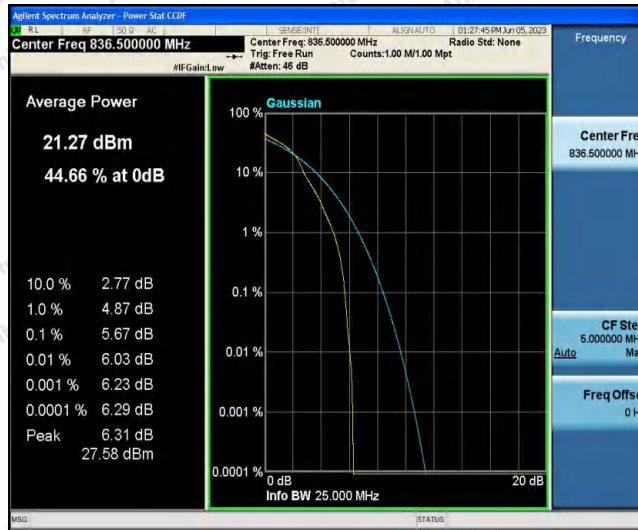 Agilent Spectrum Analyzer - Power Stat CCDF
RL RF 50 Ω AC SENSE:INT ALIGN AUTO 01:27:45 PM Jun 05, 2023
Center Freq 836.500000 MHz
Center Freq: 836.500000 MHz Radio Std: None
Trig: Free Run Counts:1.00 M/1.00 Mpt
#IFGain:Low #Atten: 46 dB
Frequency
Average Power
21.27 dBm
44.66 % at 0dB
10.0 % 2.77 dB
1.0 % 4.87 dB
0.1 % 5.67 dB
0.01 % 6.03 dB
0.001 % 6.23 dB
0.0001 % 6.29 dB
Peak 6.31 dB
27.58 dBm
Gaussian
100 %
10 %
1 %
0.1 %
0.01 %
0.001 %
0.0001 %
0 dB 20 dB
Info BW 25.000 MHz
Center Fre
836.500000 MH
CF Ste
5.000000 MH
Auto Ma
Freq Offs
0 H
MSG STATUS